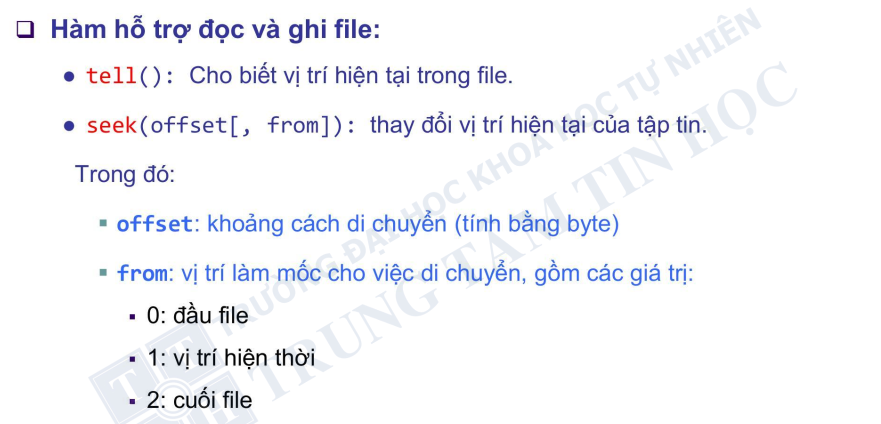 Hàm hỗ trợ đọc và ghi file:
tell(): Cho biết vị trí hiện tại trong file.
seek(offset[, from]): thay đổi vị trí hiện tại của tập tin.
Trong đó:
offset: khoảng cách di chuyển (tính bằng byte)
from: vị trí làm mốc cho việc di chuyển, gồm các giá trị:
0: đầu file
1: vị trí hiện thời
2: cuối file
TRƯỜNG ĐẠI HỌC KHOA HỌC TỰ NHIÊN
TRUNG TÂM TIN HỌC